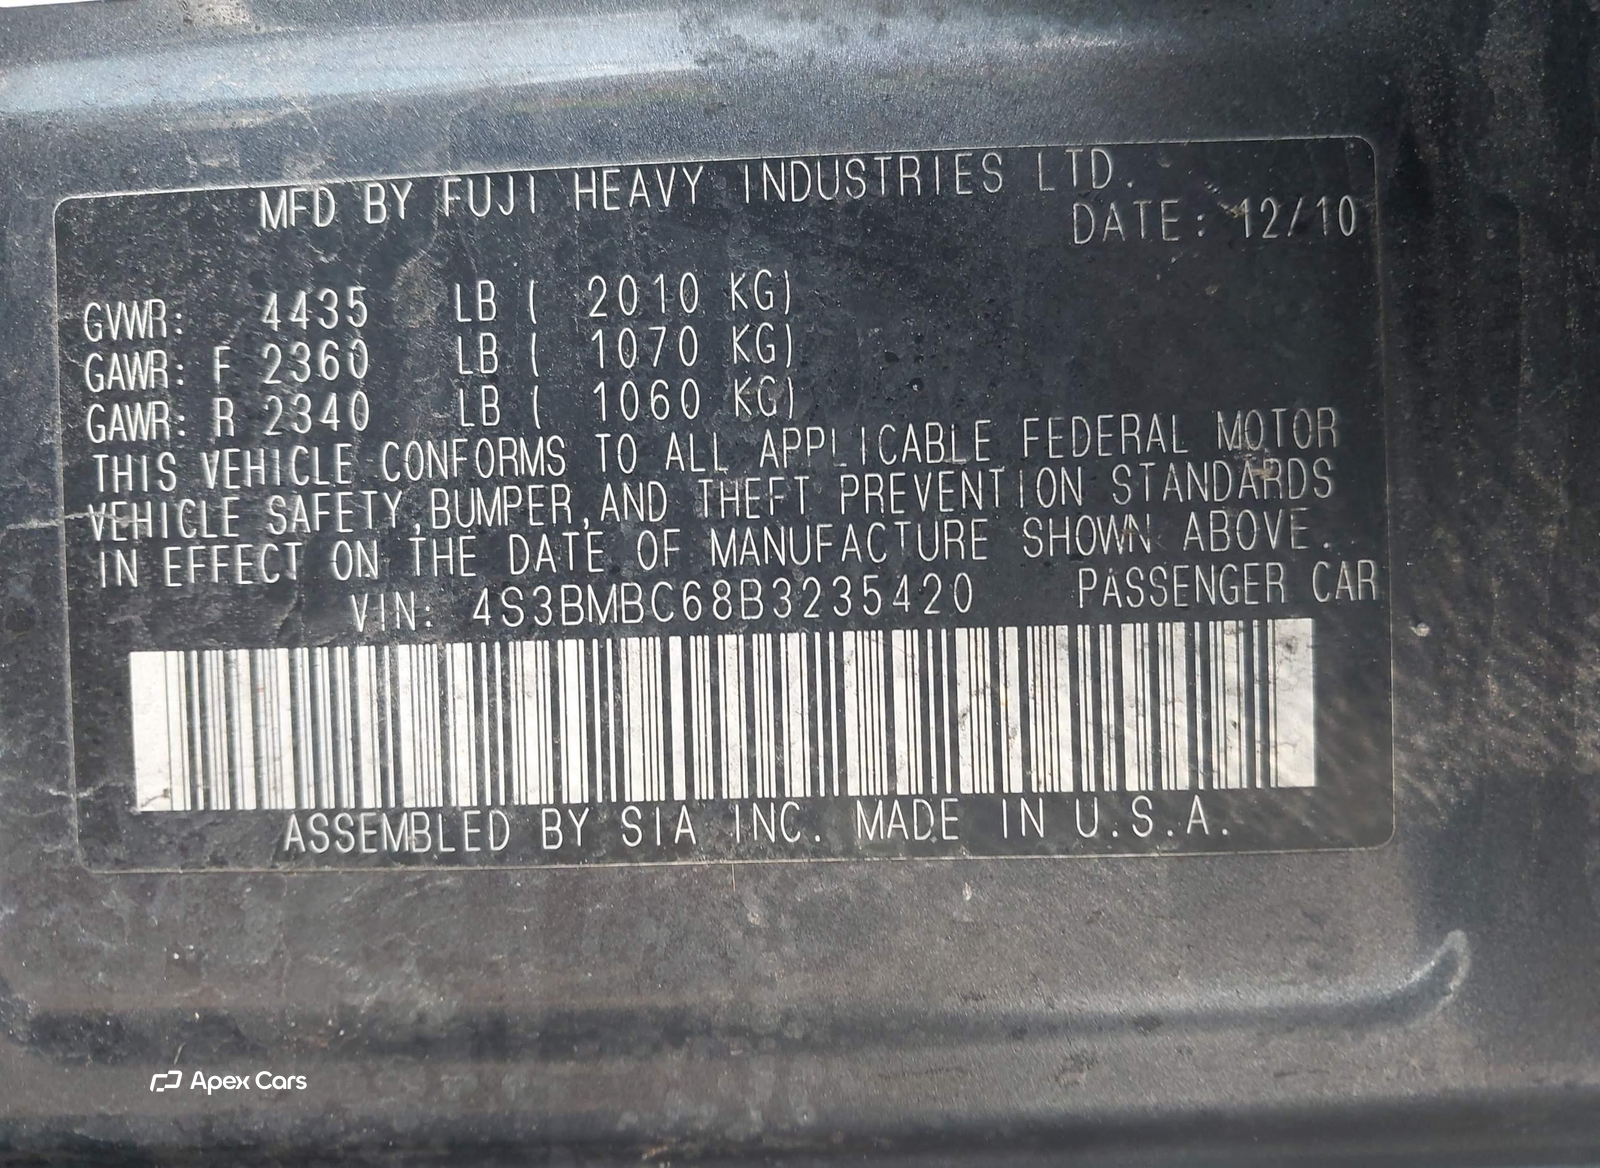 MFD BY FUJI HEAVY INDUSTRIES LTD.
DATE: 12/10
GVWR: 4435 LB ( 2010 KG)
GAWR: F 2360 LB ( 1070 KG)
GAWR: R 2340 LB ( 1060 KG)
THIS VEHICLE CONFORMS TO ALL APPLICABLE FEDERAL MOTOR
VEHICLE SAFETY,BUMPER,AND THEFT PREVENTION STANDARDS
IN EFFECT ON THE DATE OF MANUFACTURE SHOWN ABOVE.
VIN: 4S3BMBC68B3235420 PASSENGER CAR
ASSEMBLED BY SIA INC. MADE IN U.S.A.
Apex Cars